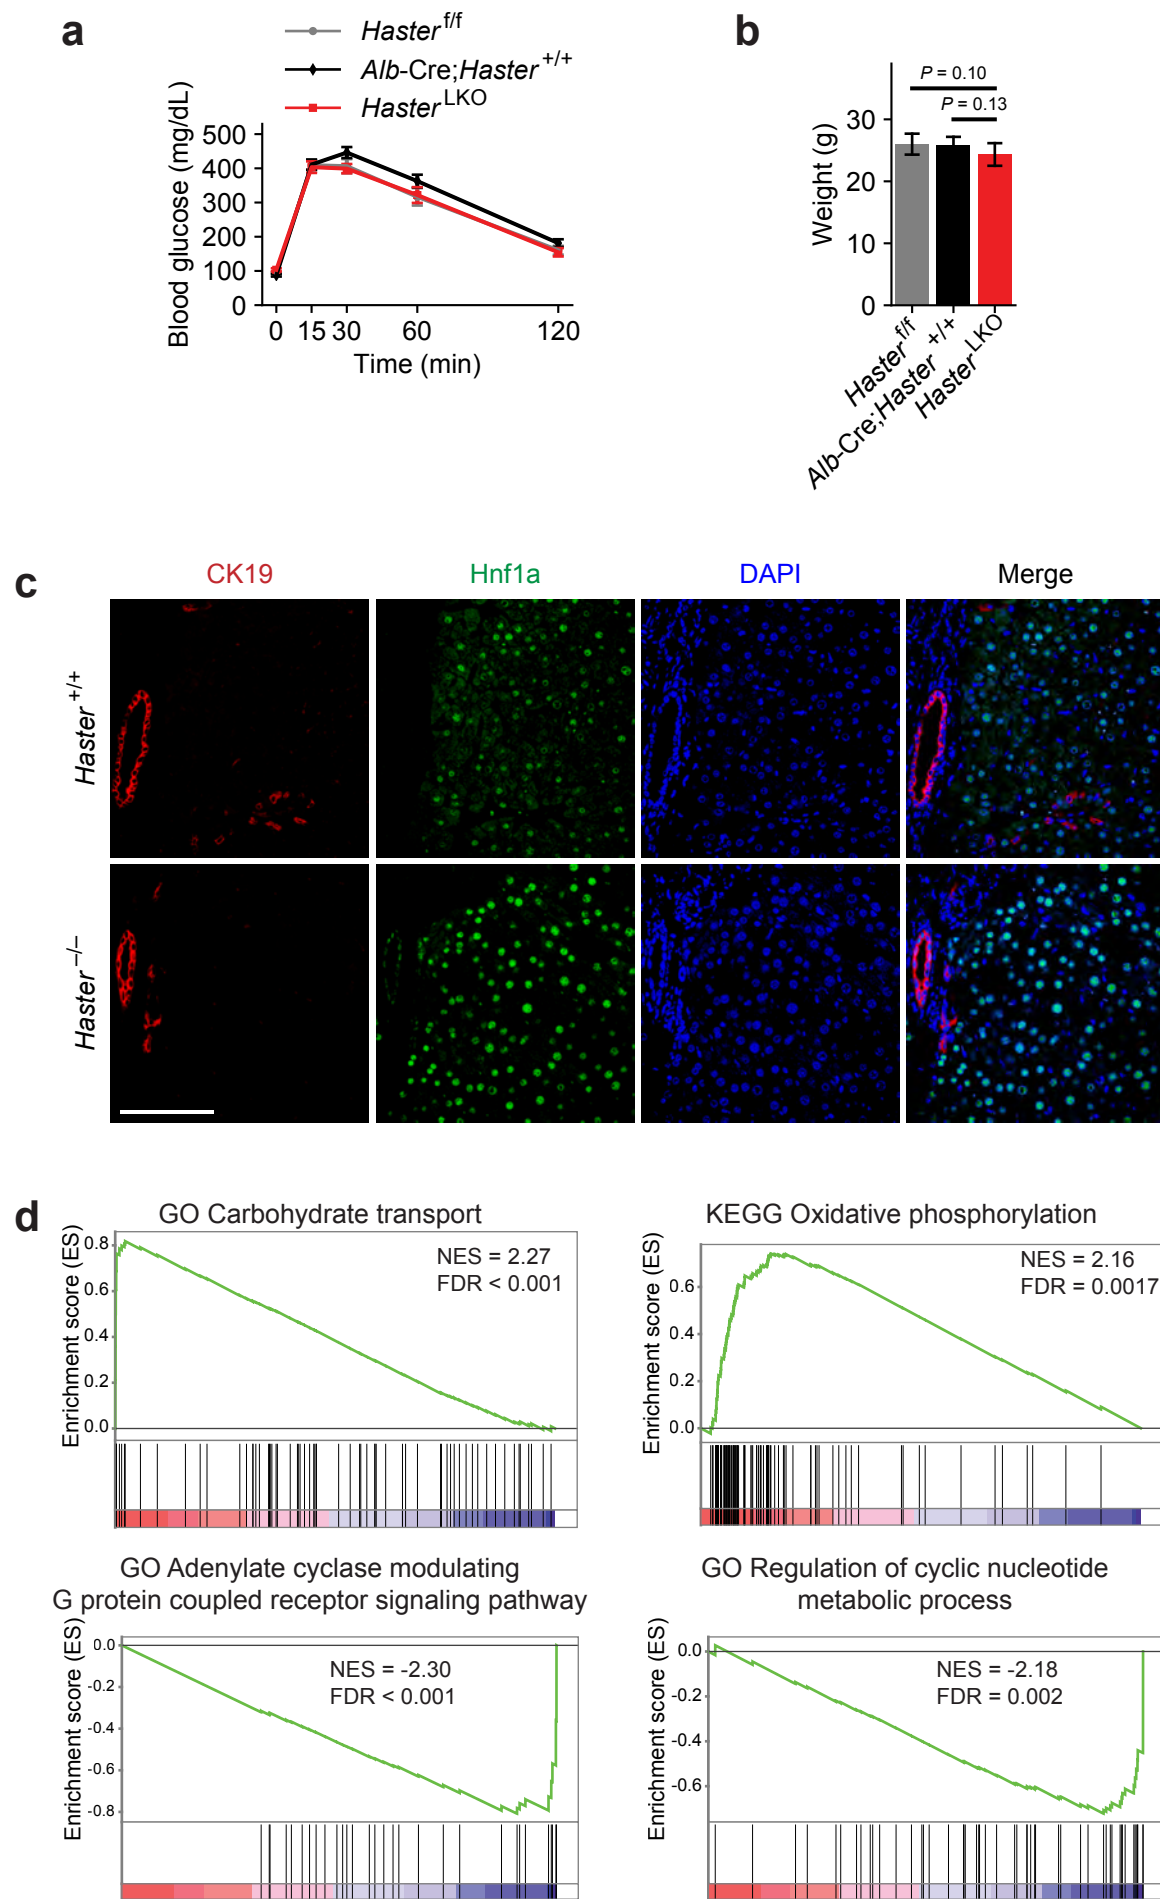 a
Haster f/f
Alb-Cre;Haster +/+
Haster LKO
Blood glucose (mg/dL)
500
400
300
200
100
0
0 15 30 60 120
Time (min)
b
P = 0.10
P = 0.13
Weight (g)
30
20
10
0
Haster f/f
Alb-Cre;Haster +/+
Haster LKO
c
CK19 Hnf1a DAPI Merge
Haster +/+
Haster –/–
d
GO Carbohydrate transport
Enrichment score (ES)
0.8
0.6
0.4
0.2
0.0
NES = 2.27
FDR < 0.001
KEGG Oxidative phosphorylation
Enrichment score (ES)
0.6
0.4
0.2
0.0
NES = 2.16
FDR = 0.0017
GO Adenylate cyclase modulating
G protein coupled receptor signaling pathway
Enrichment score (ES)
0.0
-0.2
-0.4
-0.6
-0.8
NES = -2.30
FDR < 0.001
GO Regulation of cyclic nucleotide
metabolic process
Enrichment score (ES)
0.0
-0.2
-0.4
-0.6
NES = -2.18
FDR = 0.002